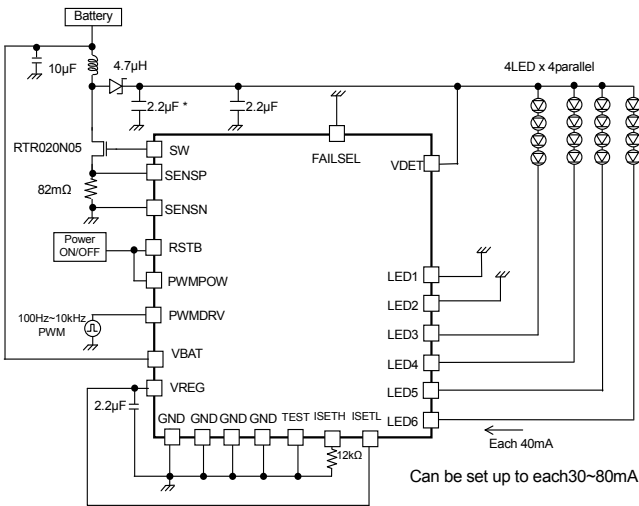 Battery
10μF
4.7μH
4LED x 4parallel
2.2μF *
2.2μF
RTR020N05
SW
FAILSEL
VDET
SENSP
82mΩ
SENSN
Power
ON/OFF
RSTB
PWMPOW
LED1
LED2
100Hz~10kHz
PWM
PWMDRV
LED3
VBAT
LED4
VREG
LED5
2.2μF
GND GND GND GND TEST ISETH ISETL
LED6
12kΩ
Each 40mA
Can be set up to each30~80mA